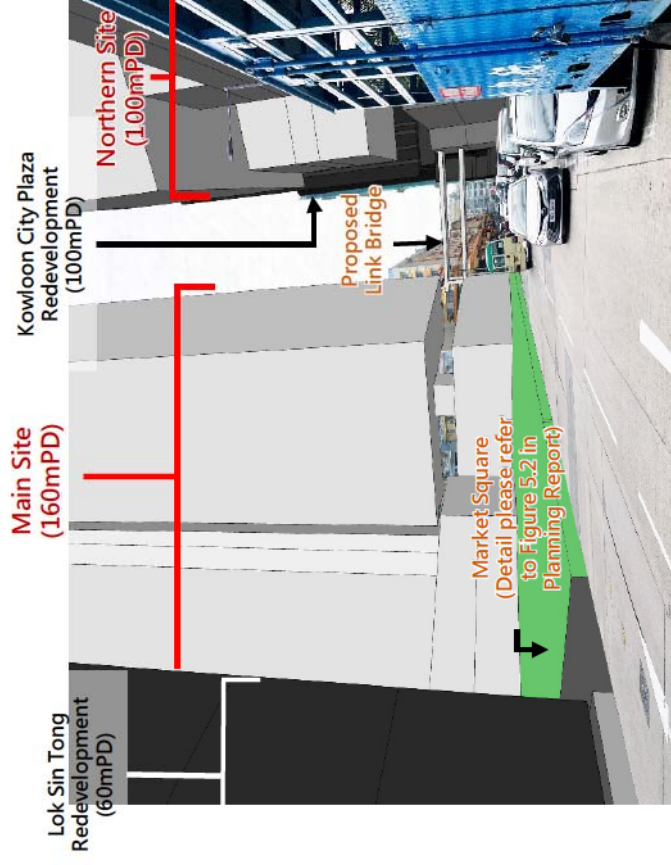 Lok Sin Tong
Redevelopment
(60mPD)
Main Site
(160mPD)
Kowloon City Plaza
Redevelopment
(100mPD)
Northern Site
(100mPD)
Proposed
Link Bridge
Market Square
(Detail please refer
to Figure 5.2 in
Planning Report)